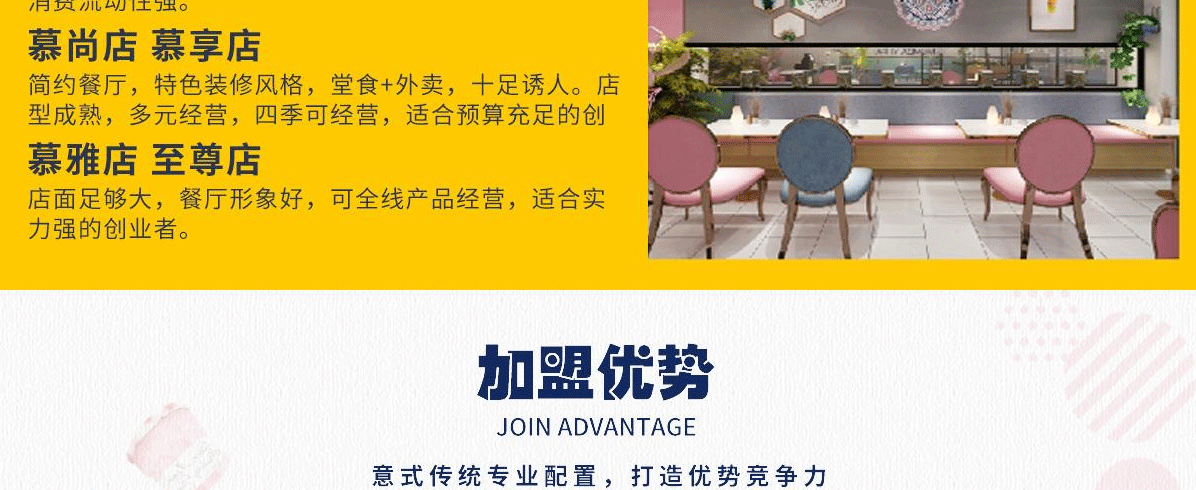 消费流动性强。
慕尚店 慕享店
简约餐厅，特色装修风格，堂食+外卖，十足诱人。店
型成熟，多元经营，四季可经营，适合预算充足的创
慕雅店 至尊店
店面足够大，餐厅形象好，可全线产品经营，适合实
力强的创业者。
加盟优势
JOIN ADVANTAGE
意式传统专业配置，打造优势竞争力